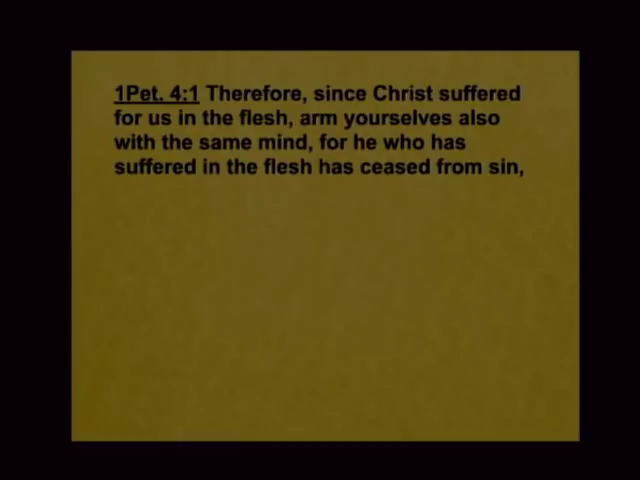 1Pet. 4:1 Therefore, since Christ suffered
for us in the flesh, arm yourselves also
with the same mind, for he who has
suffered in the flesh has ceased from sin,